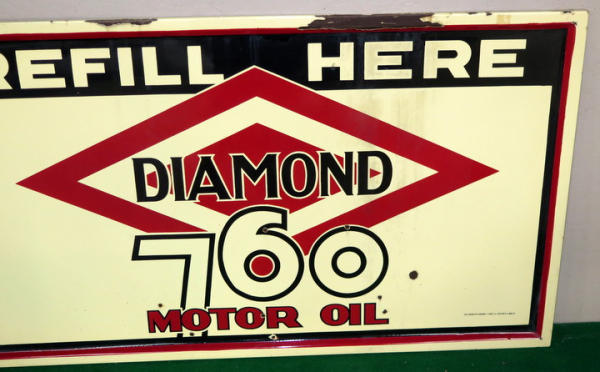 REFILL HERE
DIAMOND
760
MOTOR OIL